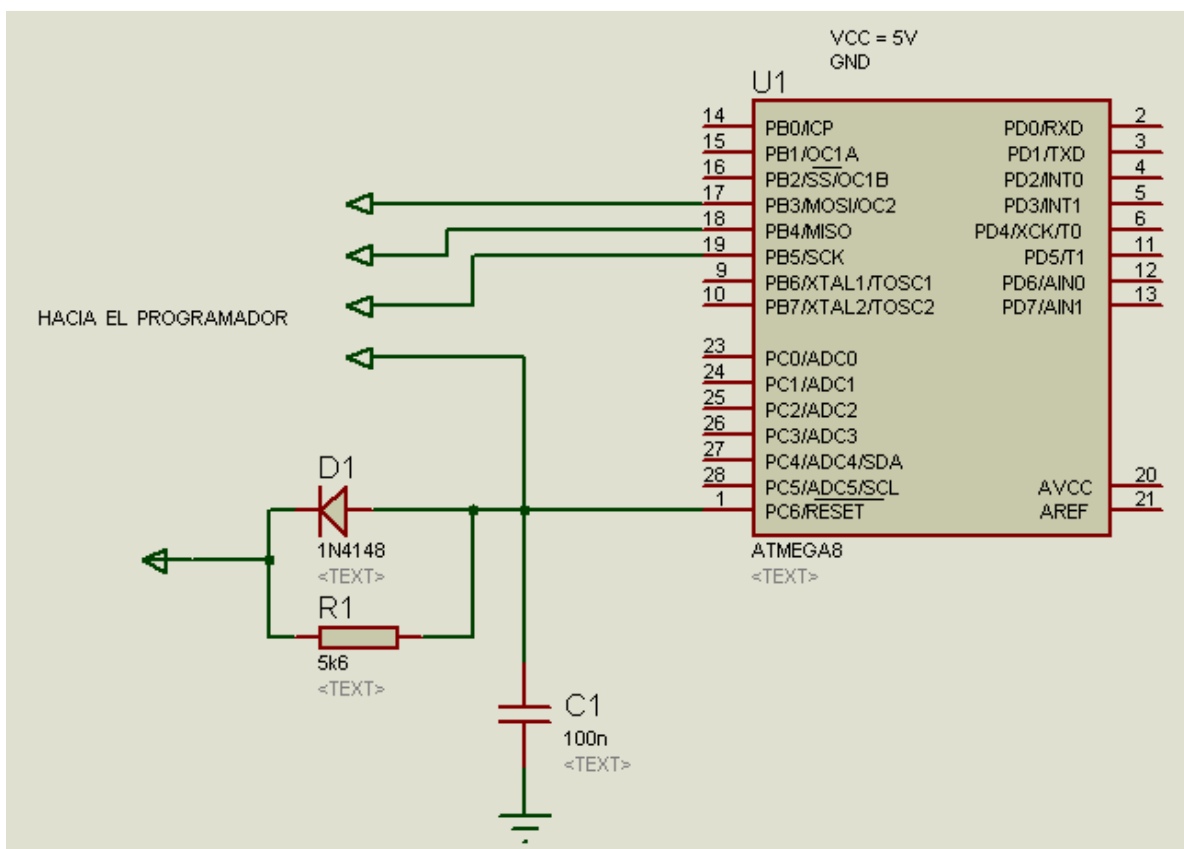 VCC = 5V
GND
U1
14 PB0/ICP PD0/RXD 2
15 PB1/OC1A PD1/TXD 3
16 PB2/SS/OC1B PD2/INT0 4
17 PB3/MOSI/OC2 PD3/INT1 5
18 PB4/MISO PD4/XCK/T0 6
19 PB5/SCK PD5/T1 11
9 PB6/XTAL1/TOSC1 PD6/AIN0 12
10 PB7/XTAL2/TOSC2 PD7/AIN1 13
HACIA EL PROGRAMADOR
23 PC0/ADC0
24 PC1/ADC1
25 PC2/ADC2
26 PC3/ADC3
27 PC4/ADC4/SDA
28 PC5/ADC5/SCL AVCC 20
1 PC6/RESET AREF 21
ATMEGA8
<TEXT>
D1
1N4148
<TEXT>
R1
5k6
<TEXT>
C1
100n
<TEXT>